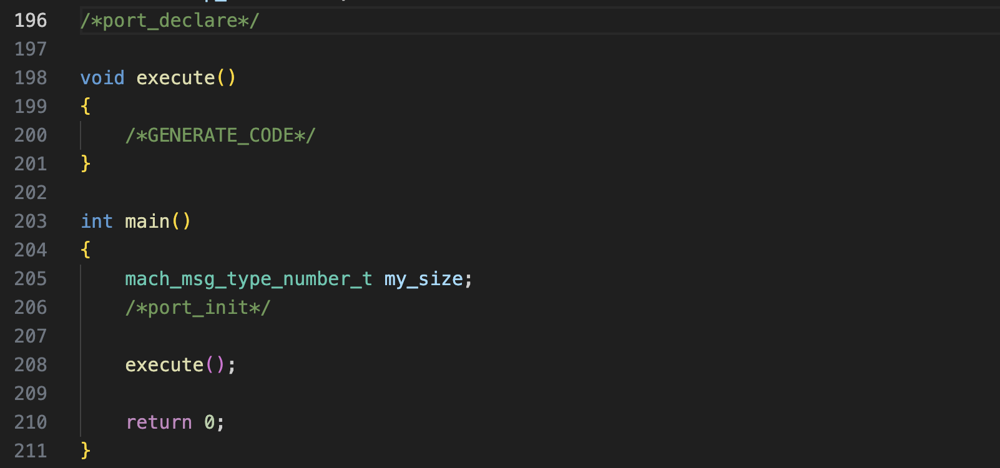 196 /*port_declare*/
197
198 void execute()
199 {
200     /*GENERATE_CODE*/
201 }
202
203 int main()
204 {
205     mach_msg_type_number_t my_size;
206     /*port_init*/
207
208     execute();
209
210     return 0;
211 }